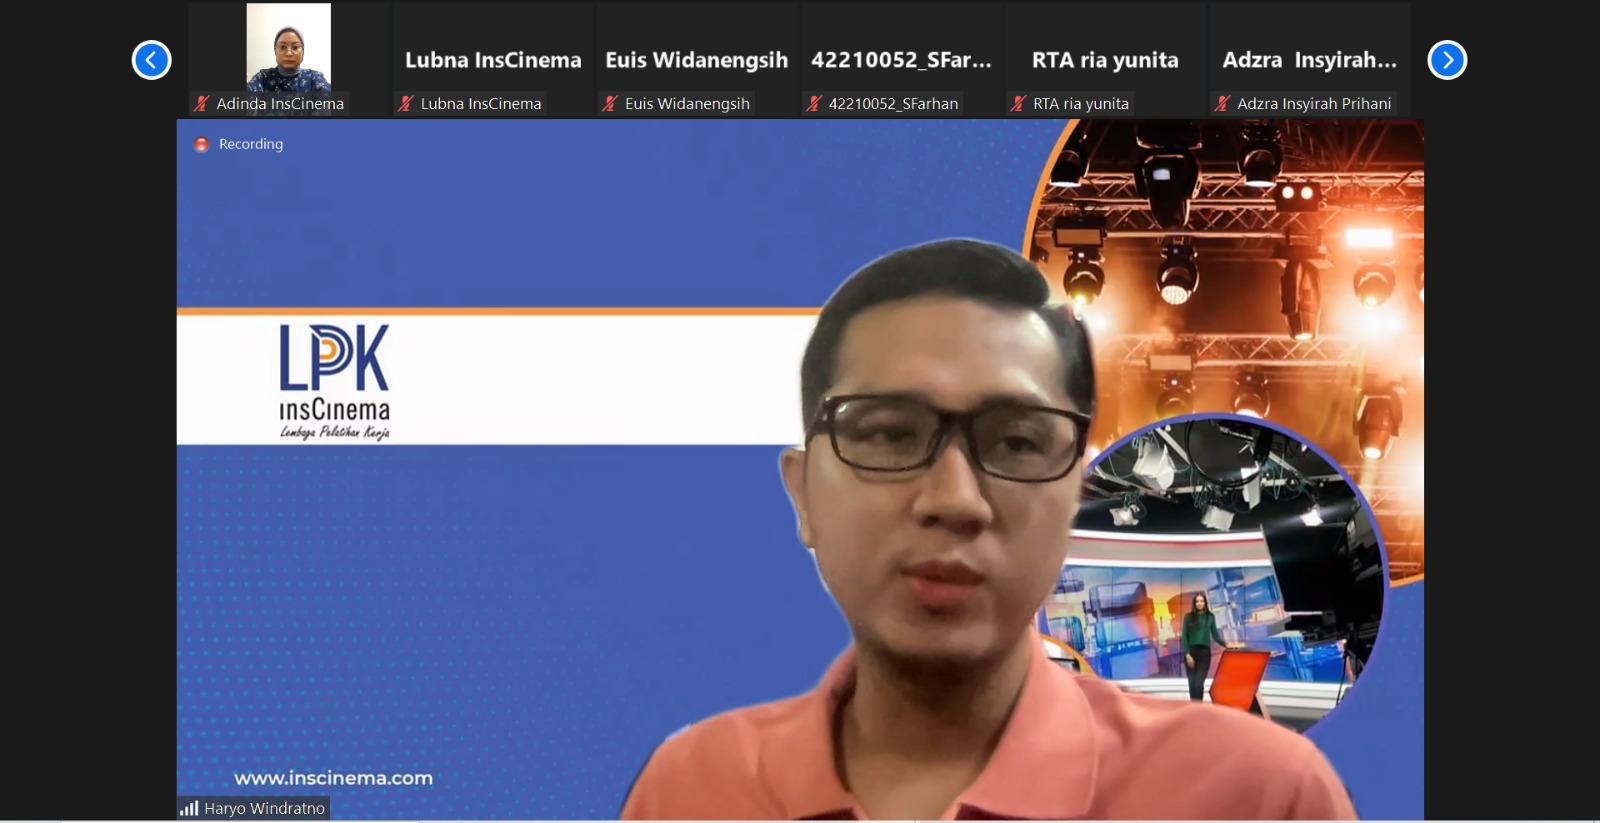 Lubna InsCinema
Euis Widanengsih
42210052_SFar...
RTA ria yunita
Adzra Insyirah...
Adinda InsCinema
Lubna InsCinema
Euis Widanengsih
42210052_SFarhan
RTA ria yunita
Adzra Insyirah Prihani
Recording
LPK
insCinema
Lembaga Pelatihan Kerja
www.inscinema.com
Haryo Windratno